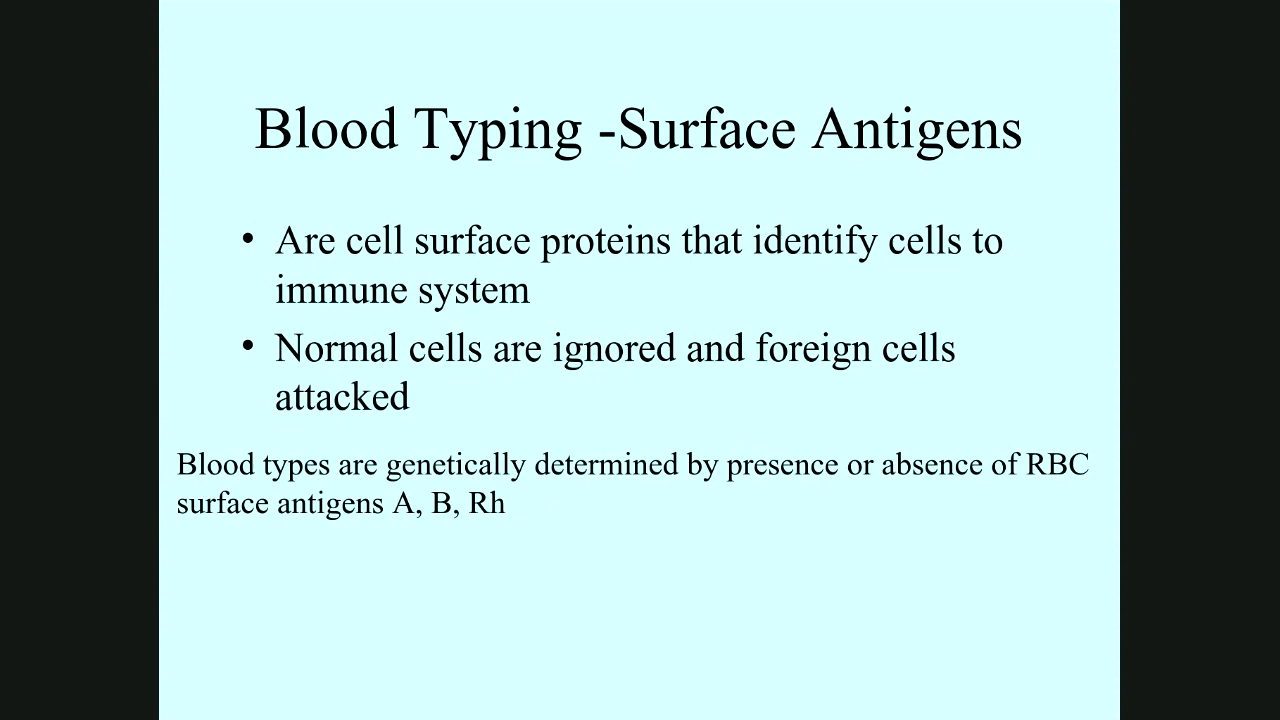 Blood Typing -Surface Antigens
• Are cell surface proteins that identify cells to
immune system
• Normal cells are ignored and foreign cells
attacked
Blood types are genetically determined by presence or absence of RBC
surface antigens A, B, Rh